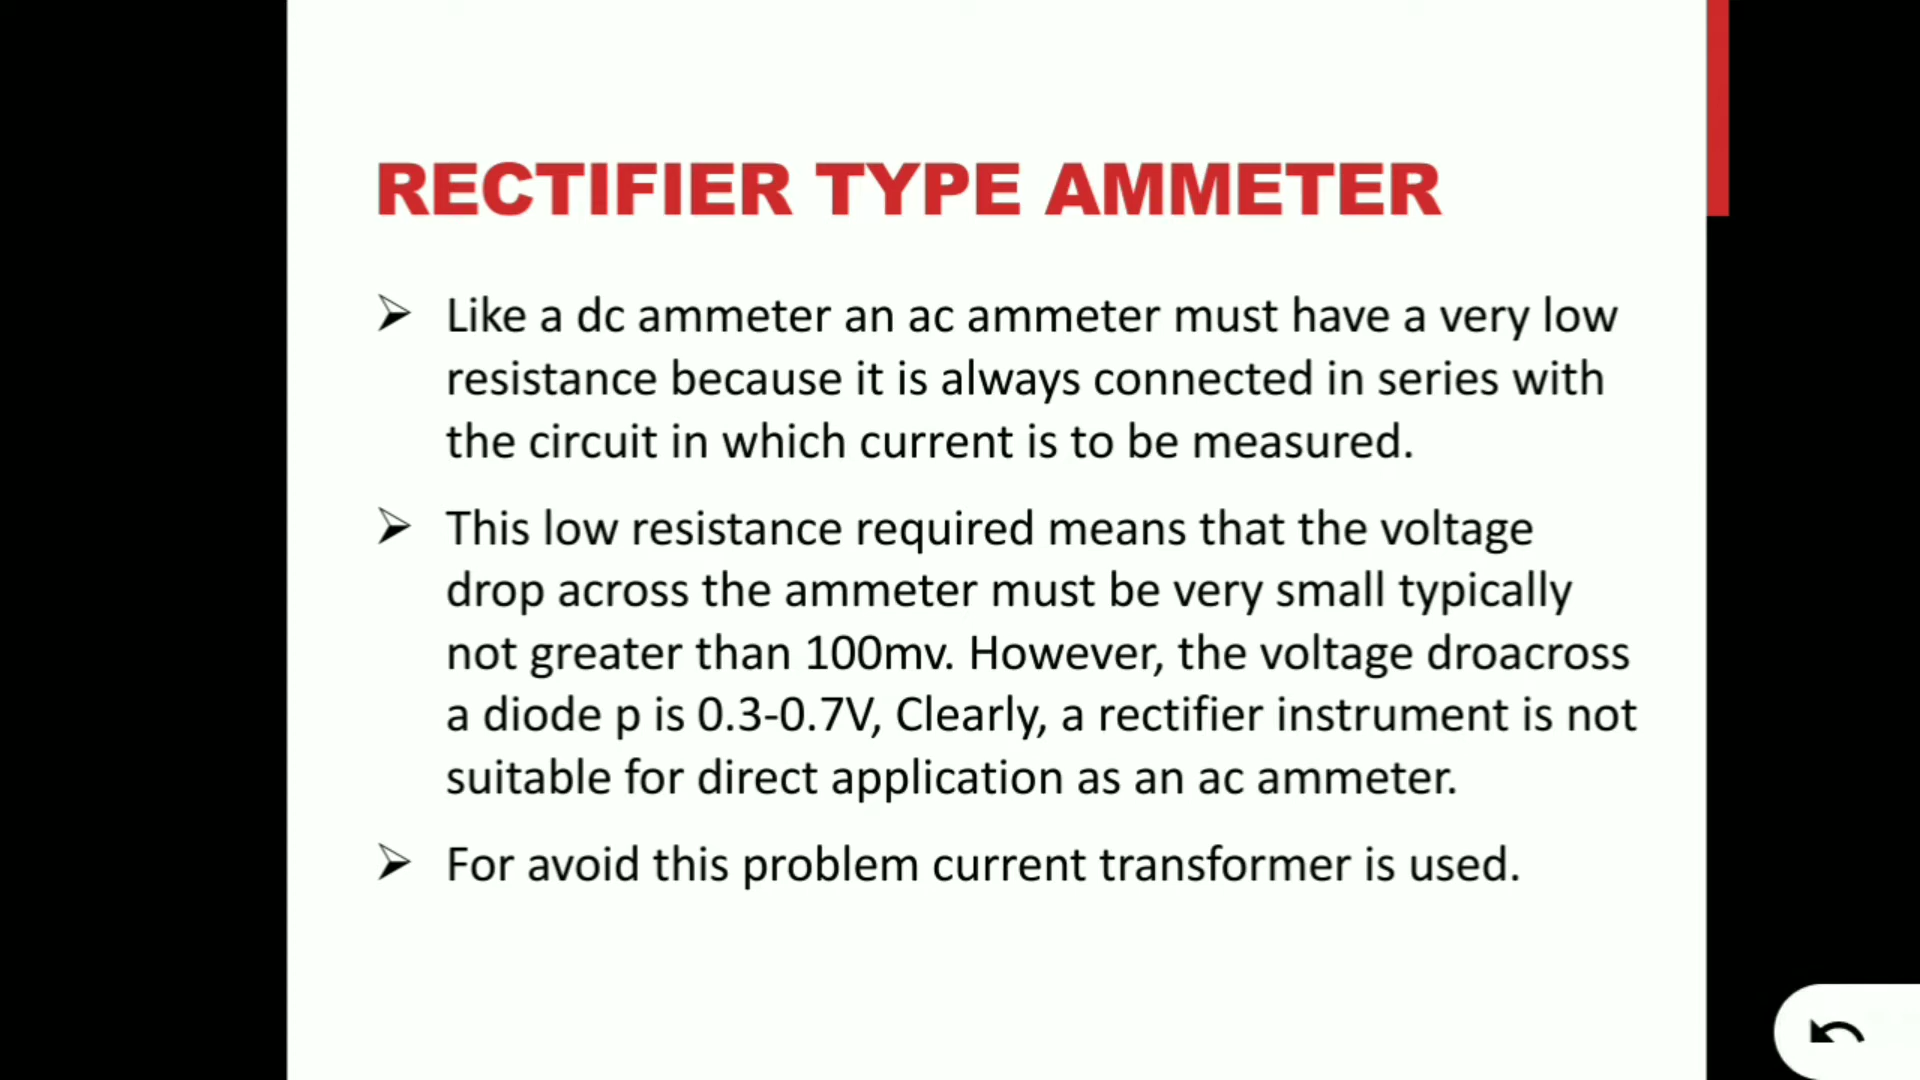 RECTIFIER TYPE AMMETER
➢ Like a dc ammeter an ac ammeter must have a very low
resistance because it is always connected in series with
the circuit in which current is to be measured.
➢ This low resistance required means that the voltage
drop across the ammeter must be very small typically
not greater than 100mv. However, the voltage droacross
a diode p is 0.3-0.7V, Clearly, a rectifier instrument is not
suitable for direct application as an ac ammeter.
➢ For avoid this problem current transformer is used.